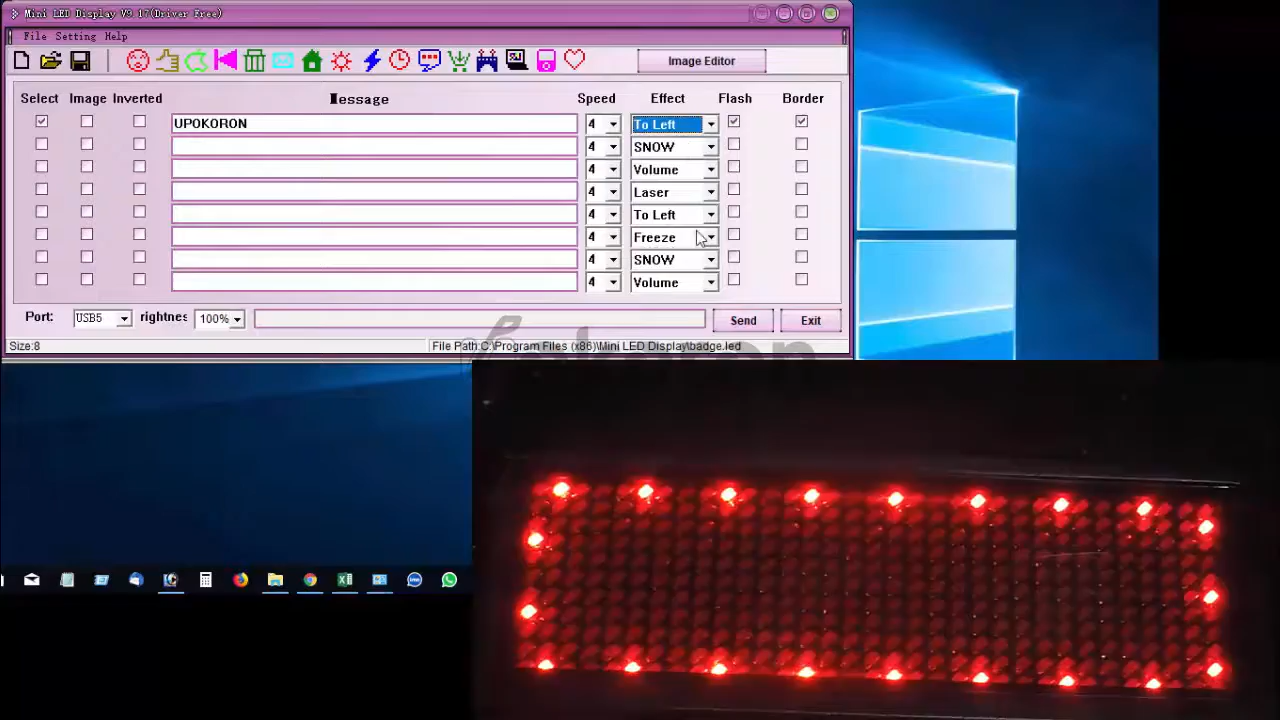 Mini LED Display V9.17(Driver Free)
File Setting Help
Image Editor
Select Image Inverted Message Speed Effect Flash Border
UPOKORON 4 To Left
4 SNOW
4 Volume
4 Laser
4 To Left
4 Freeze
4 SNOW
4 Volume
Port: USB5 rightnes 100% Send Exit
Size:8 File Path:C:\Program Files (x86)\Mini LED Display\badge.led